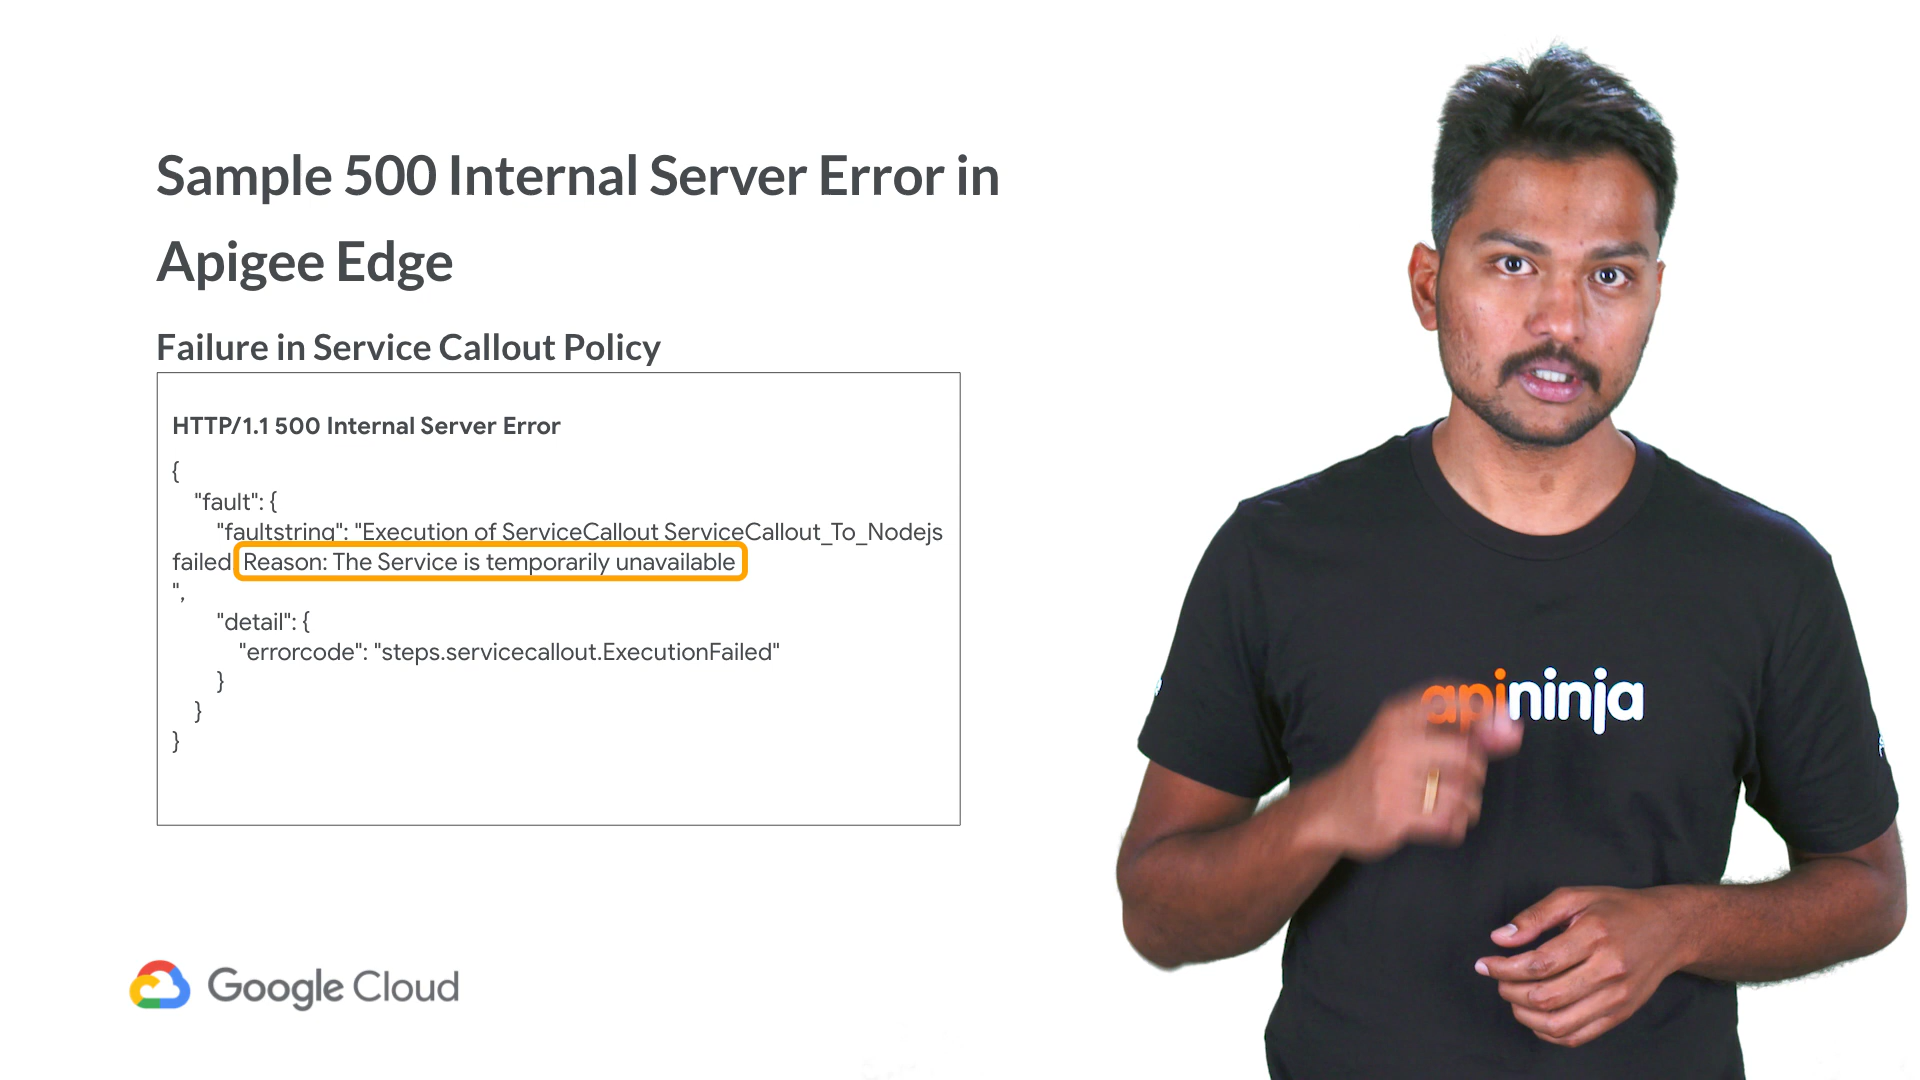 Sample 500 Internal Server Error in
Apigee Edge
Failure in Service Callout Policy
HTTP/1.1 500 Internal Server Error
{
"fault": {
"faultstring": "Execution of ServiceCallout ServiceCallout_To_Nodejs
failed Reason: The Service is temporarily unavailable
",
"detail": {
"errorcode": "steps.servicecallout.ExecutionFailed"
}
}
}
apininja
Google Cloud